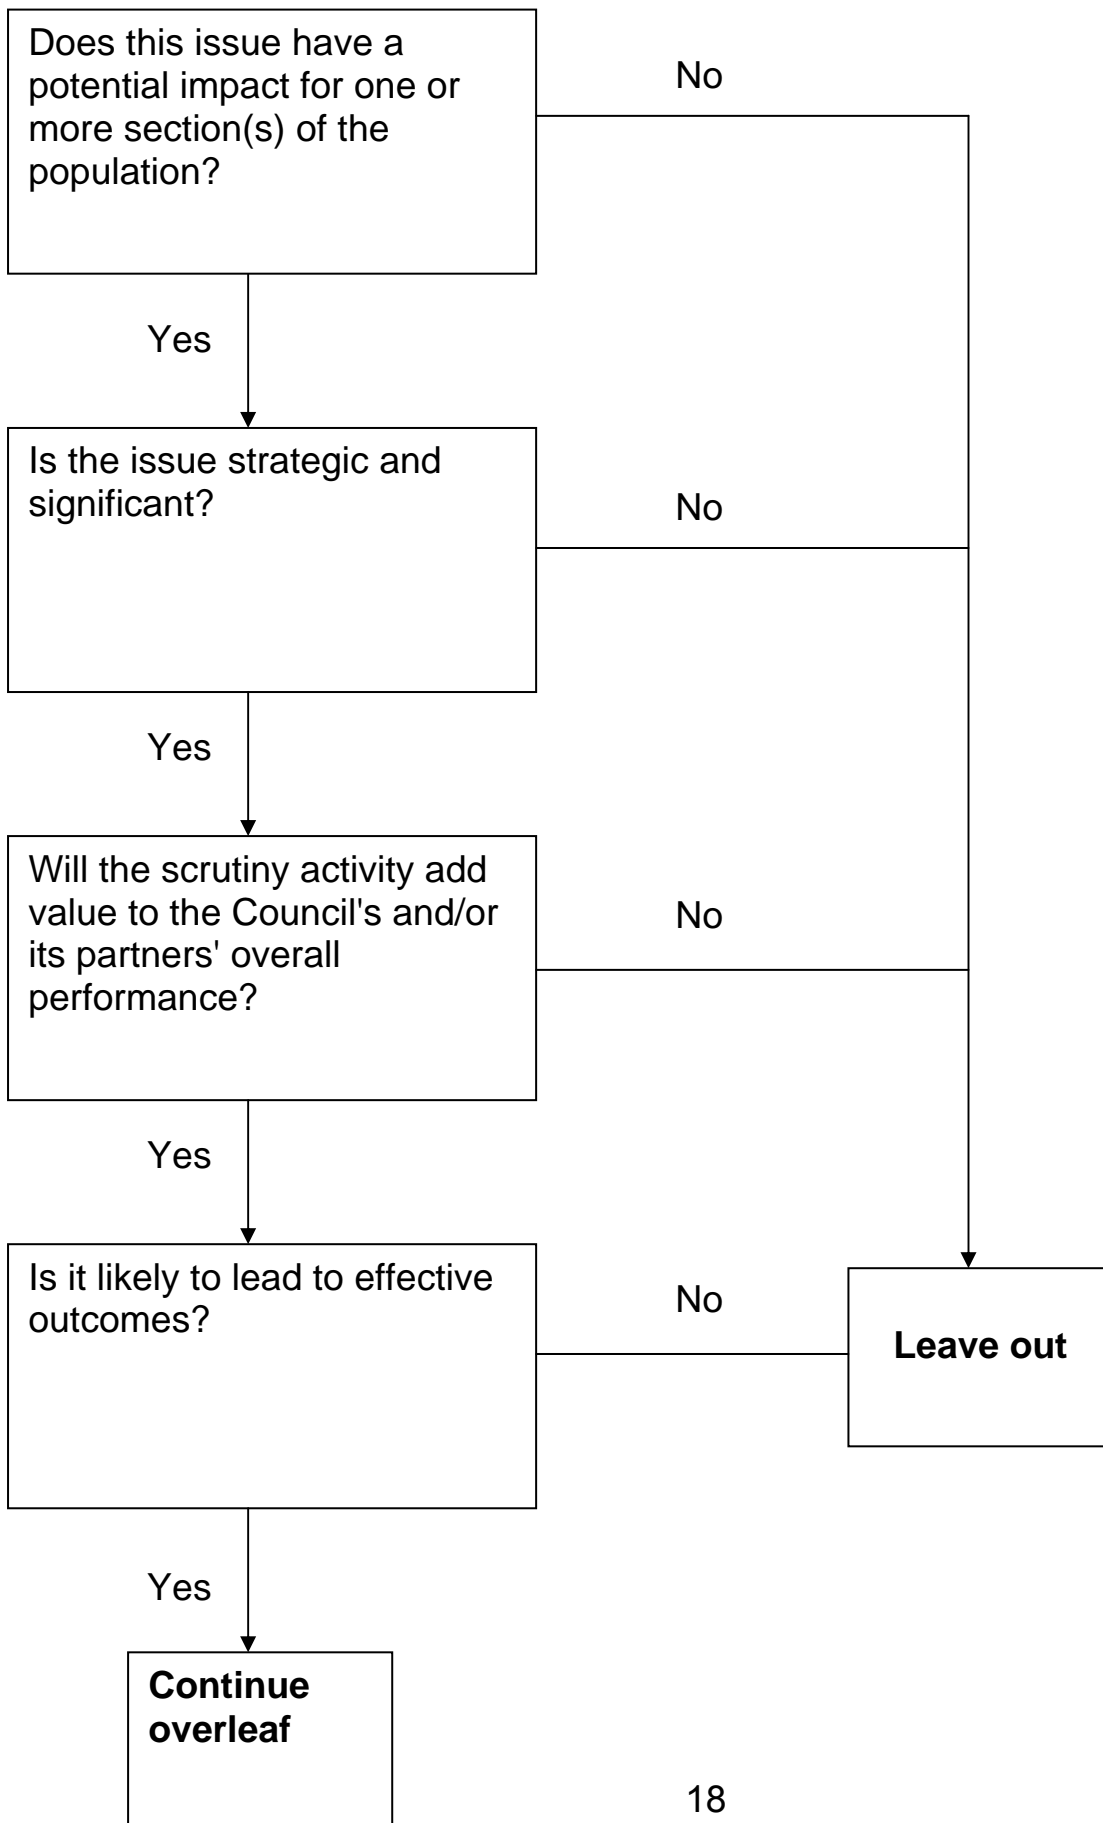 Does this issue have a
potential impact for one or
more section(s) of the
population?
No
Yes
Is the issue strategic and
significant?
No
Yes
Will the scrutiny activity add
value to the Council's and/or
its partners' overall
performance?
No
Yes
Is it likely to lead to effective
outcomes?
No
Leave out
Yes
Continue
overleaf
18